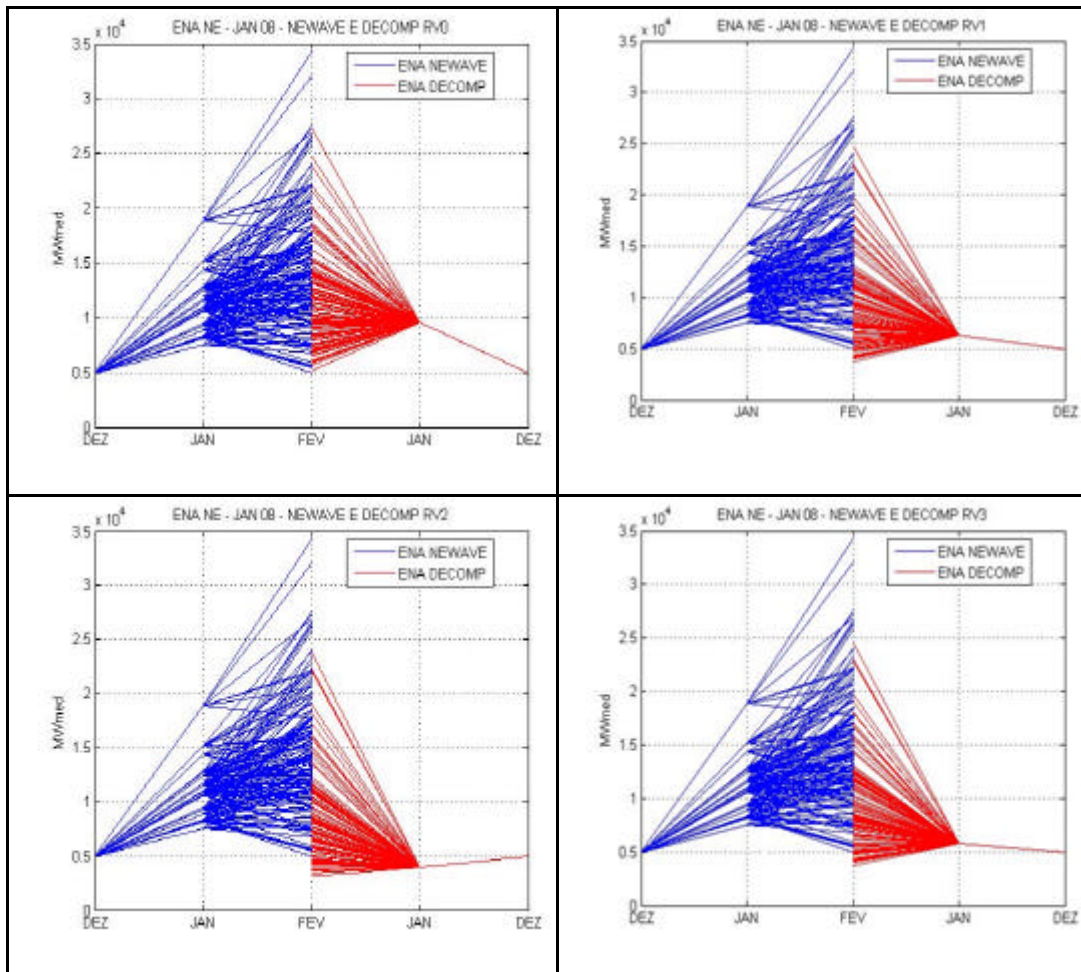 ENA NE - JAN 08 - NEWAVE E DECOMP RV0
x 10⁴
3.5
3
2.5
2
1.5
1
0.5
0
MWmed
ENA NEWAVE
ENA DECOMP
DEZ JAN FEV JAN DEZ
ENA NE - JAN 08 - NEWAVE E DECOMP RV1
x 10⁴
3.5
3
2.5
2
1.5
1
0.5
0
MWmed
ENA NEWAVE
ENA DECOMP
DEZ JAN FEV JAN DEZ
ENA NE - JAN 08 - NEWAVE E DECOMP RV2
x 10⁴
3.5
3
2.5
2
1.5
1
0.5
0
MWmed
ENA NEWAVE
ENA DECOMP
DEZ JAN FEV JAN DEZ
ENA NE - JAN 08 - NEWAVE E DECOMP RV3
x 10⁴
3.5
3
2.5
2
1.5
1
0.5
0
MWmed
ENA NEWAVE
ENA DECOMP
DEZ JAN FEV JAN DEZ